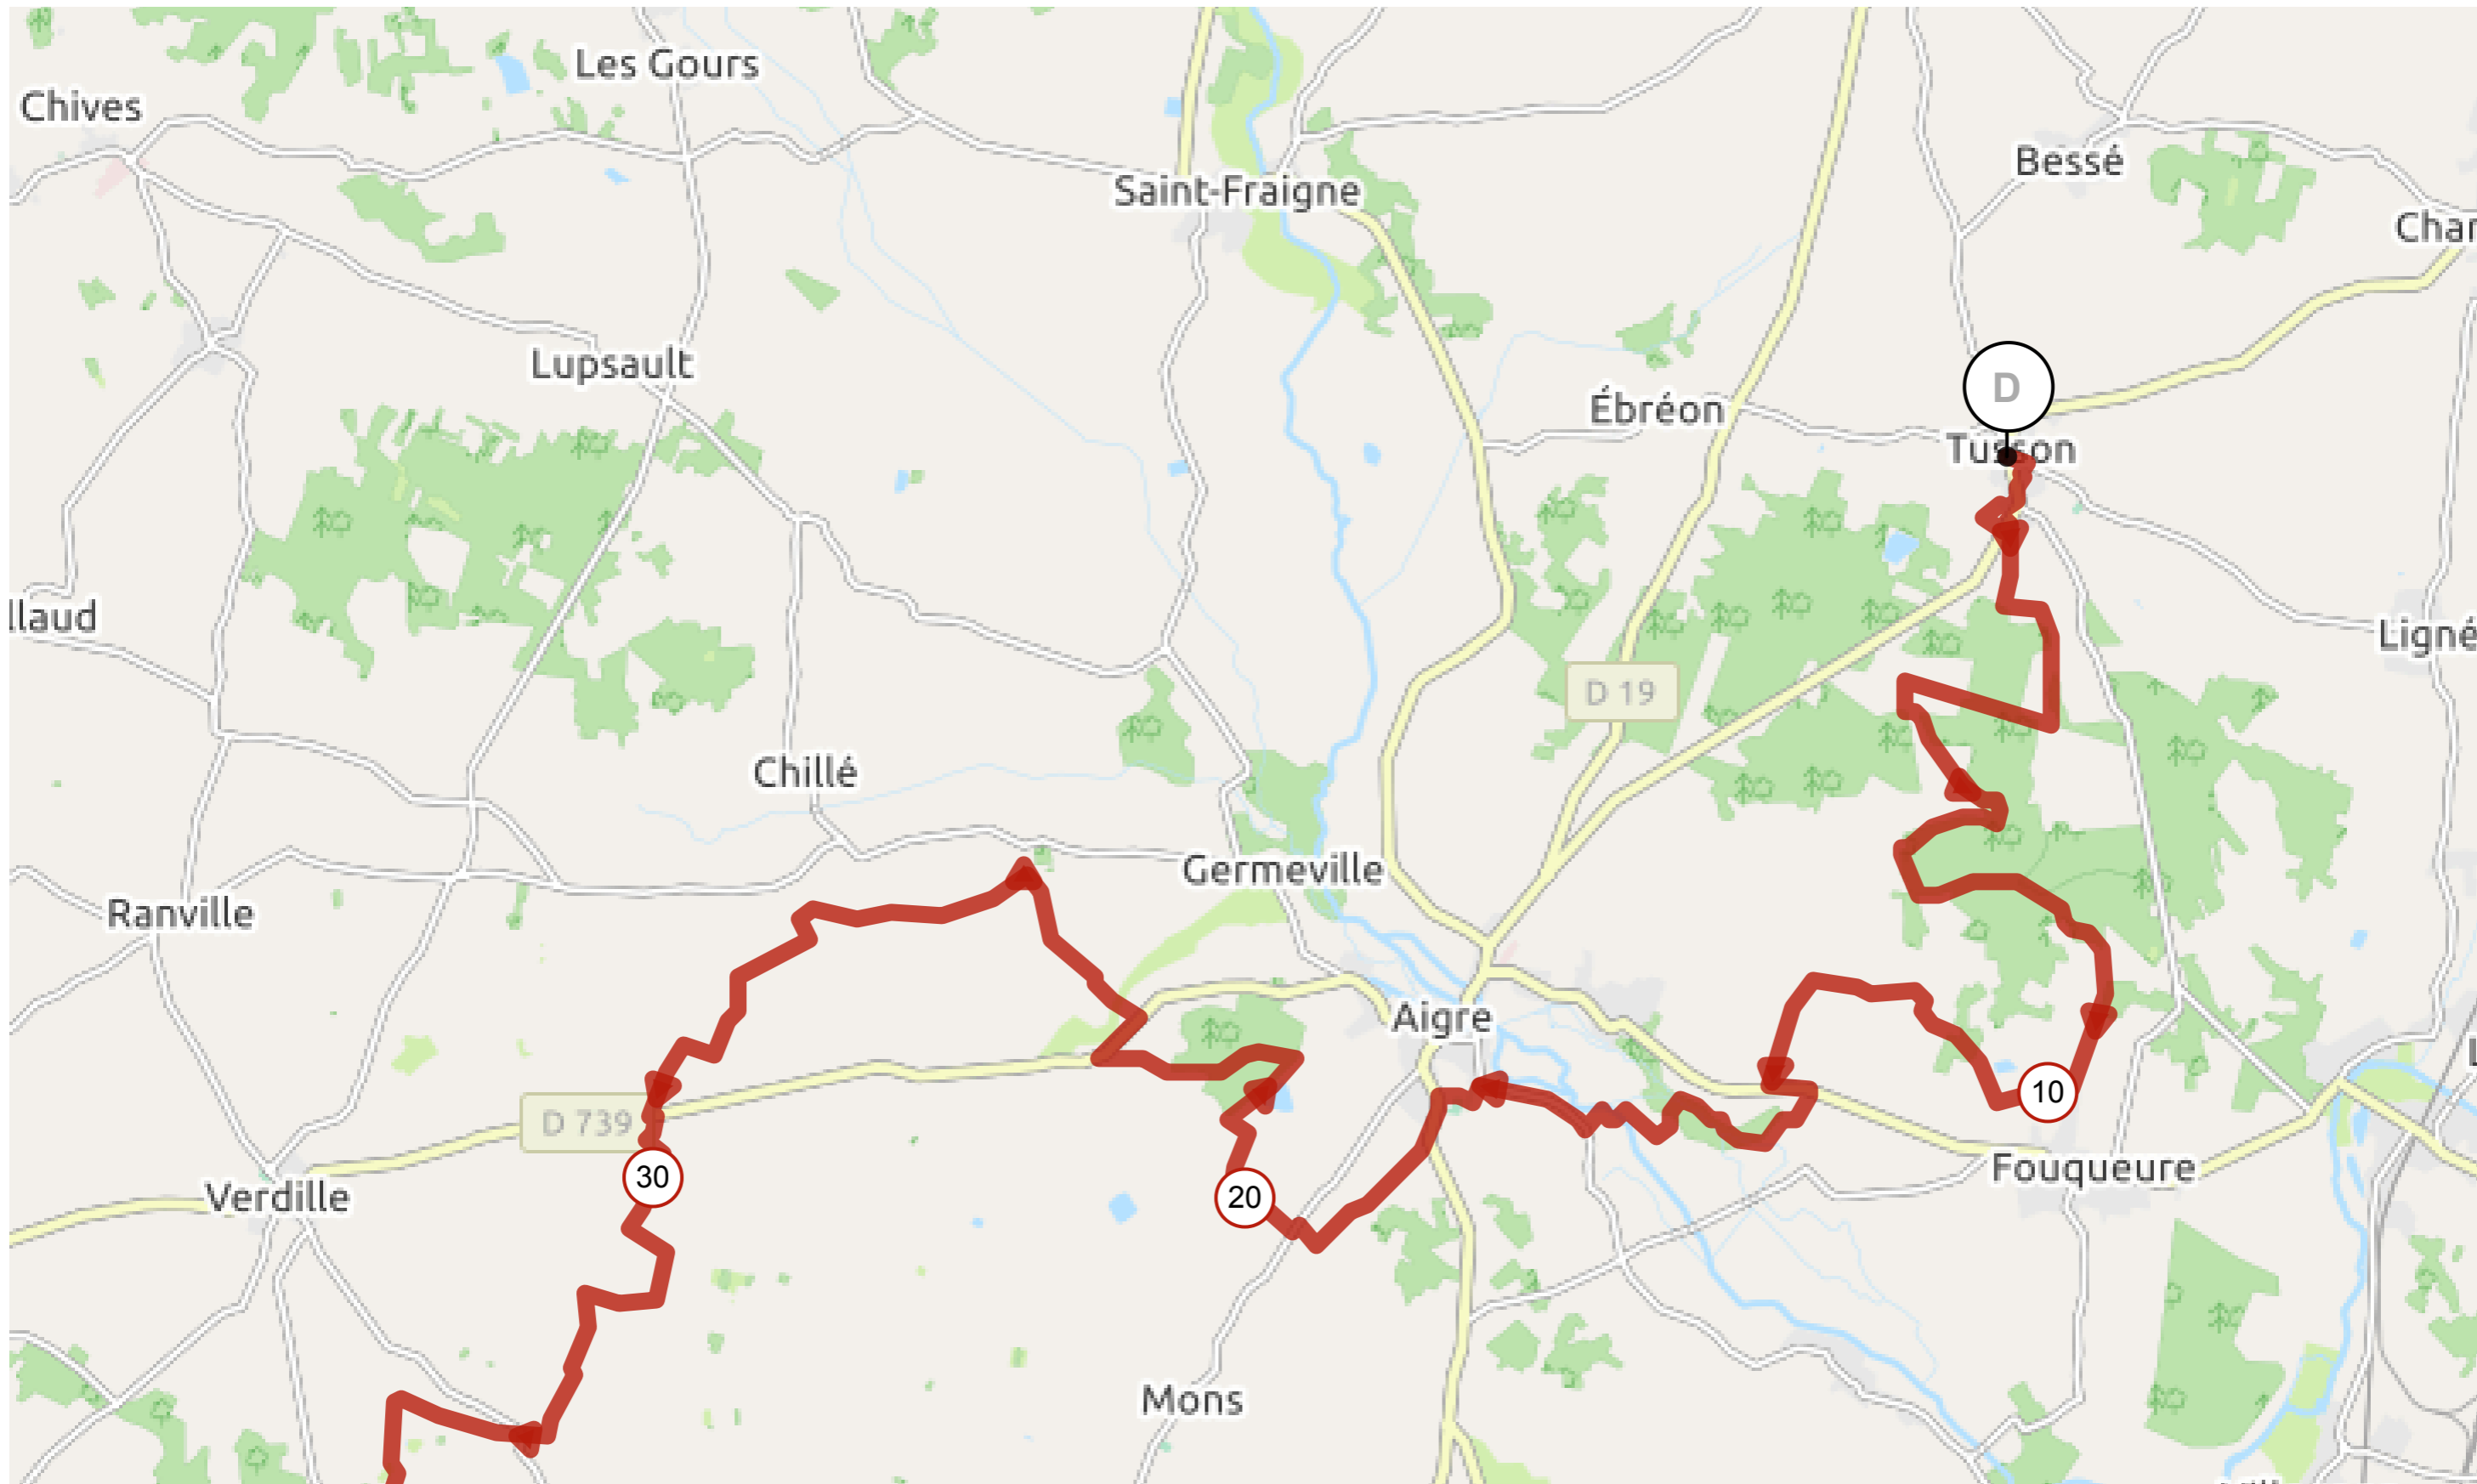 Les Gours
Chives
Bessé
Saint-Fraigne
Char
Lupsault
D
Ébréon
Tusson
llaud
Ligné
D 19
Chillé
Germeville
Ranville
Aigre
L
10
D 739
30
Fouqueure
20
Verdille
Mons